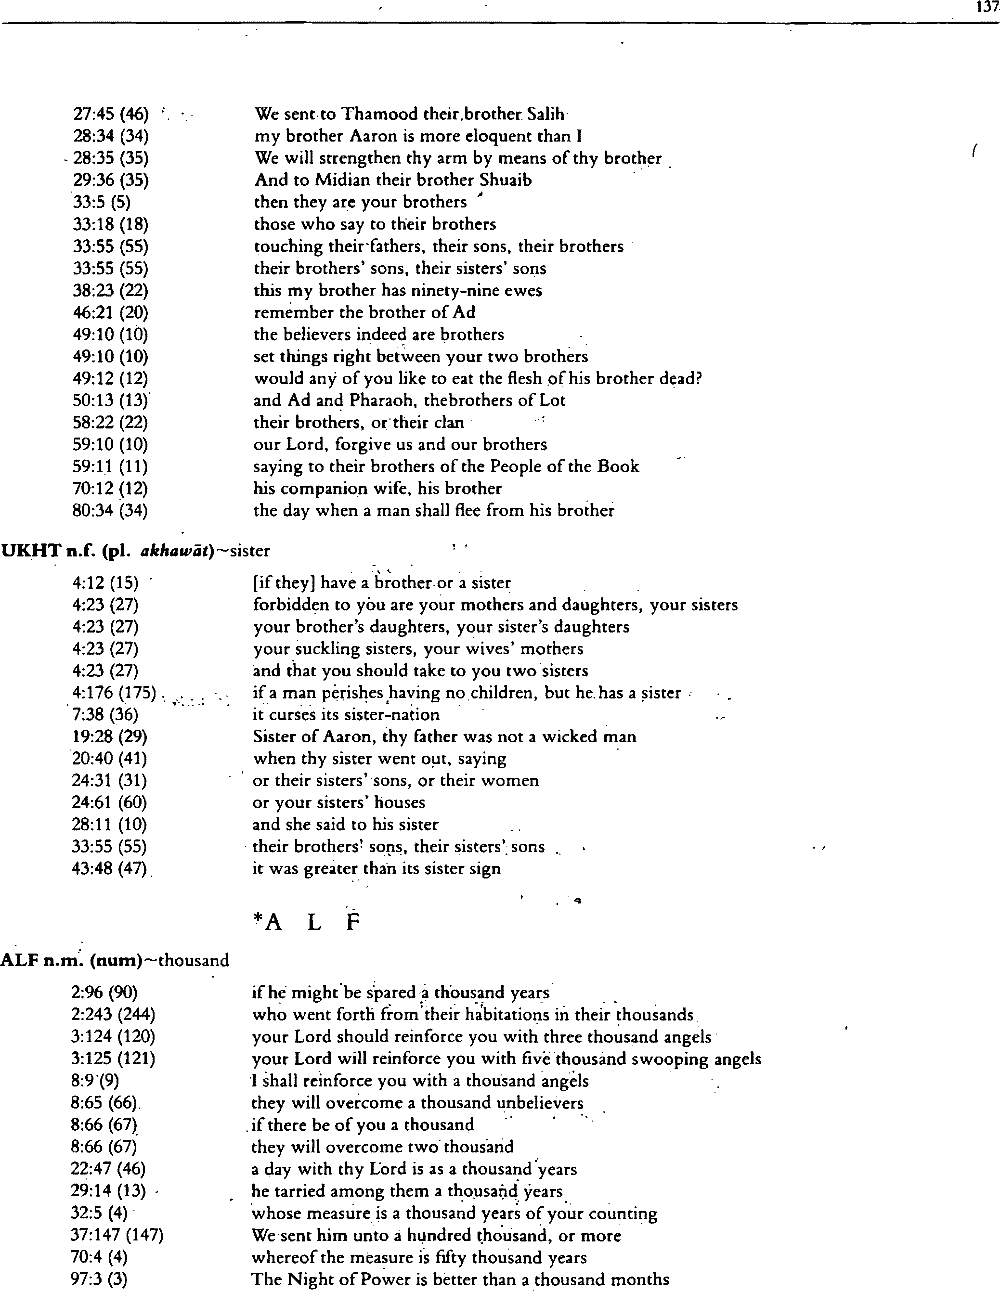 137
27:45 (46) We sent to Thamood their brother Salih
28:34 (34) my brother Aaron is more eloquent than I
28:35 (35) We will strengthen thy arm by means of thy brother
29:36 (35) And to Midian their brother Shuaib
33:5 (5) then they are your brothers
33:18 (18) those who say to their brothers
33:55 (55) touching their fathers, their sons, their brothers
33:55 (55) their brothers' sons, their sisters' sons
38:23 (22) this my brother has ninety-nine ewes
46:21 (20) remember the brother of Ad
49:10 (10) the believers indeed are brothers
49:10 (10) set things right between your two brothers
49:12 (12) would any of you like to eat the flesh of his brother dead?
50:13 (13) and Ad and Pharaoh, thebrothers of Lot
58:22 (22) their brothers, or their clan
59:10 (10) our Lord, forgive us and our brothers
59:11 (11) saying to their brothers of the People of the Book
70:12 (12) his companion wife, his brother
80:34 (34) the day when a man shall flee from his brother
UKHT n.f. (pl. akhawāt)~sister
4:12 (15) [if they] have a brother or a sister
4:23 (27) forbidden to you are your mothers and daughters, your sisters
4:23 (27) your brother's daughters, your sister's daughters
4:23 (27) your suckling sisters, your wives' mothers
4:23 (27) and that you should take to you two sisters
4:176 (175) if a man perishes having no children, but he has a sister
7:38 (36) it curses its sister-nation
19:28 (29) Sister of Aaron, thy father was not a wicked man
20:40 (41) when thy sister went out, saying
24:31 (31) or their sisters' sons, or their women
24:61 (60) or your sisters' houses
28:11 (10) and she said to his sister
33:55 (55) their brothers' sons, their sisters' sons
43:48 (47) it was greater than its sister sign
*A L F
ALF n.m. (num)~thousand
2:96 (90) if he might be spared a thousand years
2:243 (244) who went forth from their habitations in their thousands
3:124 (120) your Lord should reinforce you with three thousand angels
3:125 (121) your Lord will reinforce you with five thousand swooping angels
8:9 (9) I shall reinforce you with a thousand angels
8:65 (66) they will overcome a thousand unbelievers
8:66 (67) if there be of you a thousand
8:66 (67) they will overcome two thousand
22:47 (46) a day with thy Lord is as a thousand years
29:14 (13) he tarried among them a thousand years
32:5 (4) whose measure is a thousand years of your counting
37:147 (147) We sent him unto a hundred thousand, or more
70:4 (4) whereof the measure is fifty thousand years
97:3 (3) The Night of Power is better than a thousand months